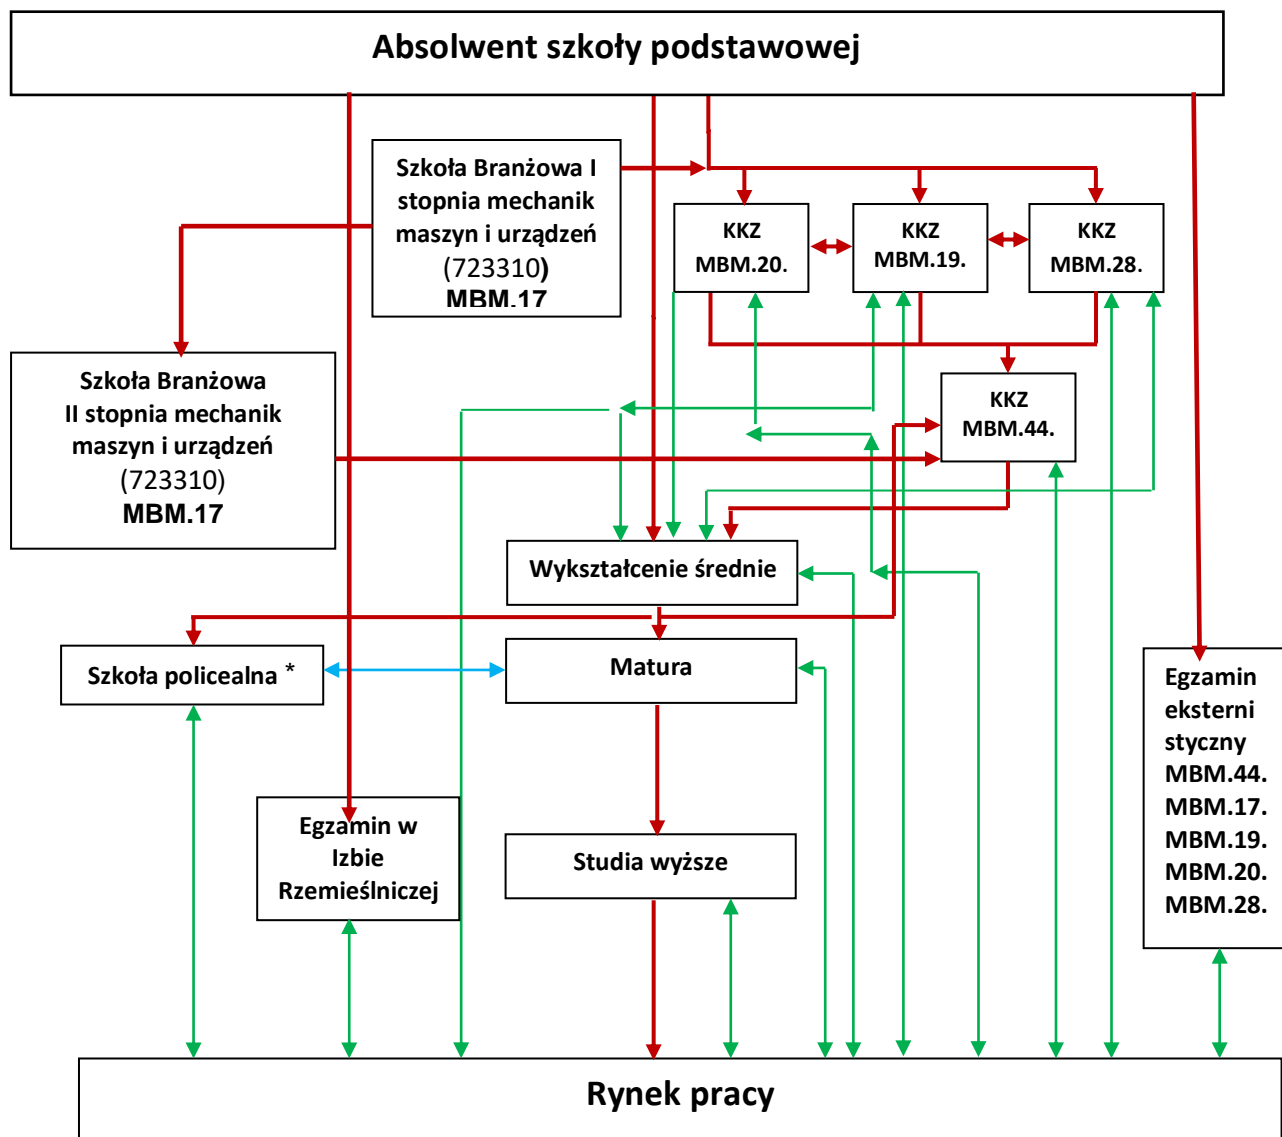 Absolwent szkoły podstawowej
Szkoła Branżowa I
stopnia mechanik
maszyn i urządzeń
(723310)
MBM.17
KKZ
MBM.20.
KKZ
MBM.19.
KKZ
MBM.28.
Szkoła Branżowa
II stopnia mechanik
maszyn i urządzeń
(723310)
MBM.17
KKZ
MBM.44.
Wykształcenie średnie
Szkoła policealna *
Matura
Egzamin
eksterni
styczny
MBM.44.
MBM.17.
MBM.19.
MBM.20.
MBM.28.
Egzamin w
Izbie
Rzemieślniczej
Studia wyższe
Rynek pracy